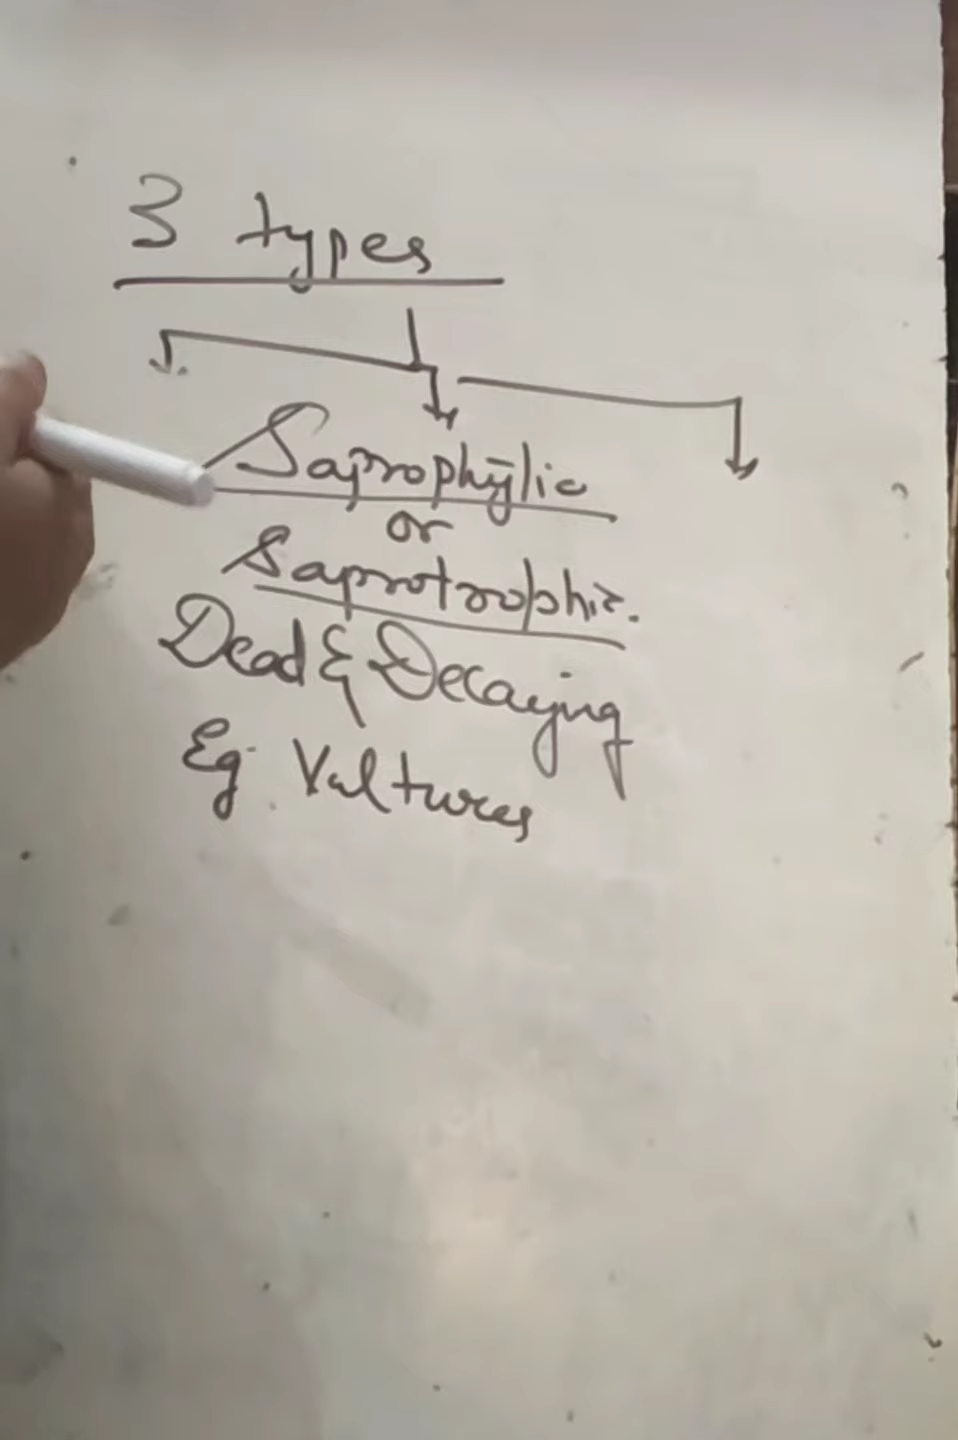 3 types
Saprophylic
or
Saprotrophic.
Dead & Decaying
Eg. Vultures